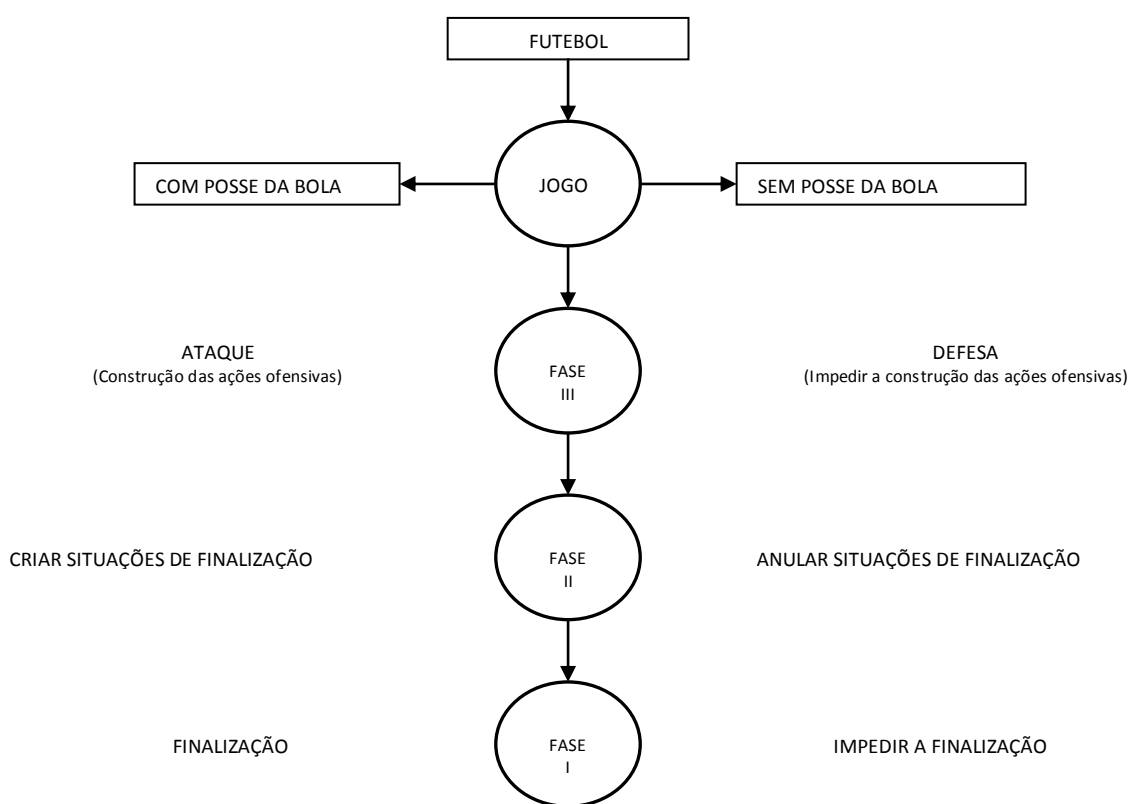 FUTEBOL
COM POSSE DA BOLA
JOGO
SEM POSSE DA BOLA
ATAQUE
(Construção das ações ofensivas)
FASE
III
DEFESA
(Impedir a construção das ações ofensivas)
CRIAR SITUAÇÕES DE FINALIZAÇÃO
FASE
II
ANULAR SITUAÇÕES DE FINALIZAÇÃO
FINALIZAÇÃO
FASE
I
IMPEDIR A FINALIZAÇÃO